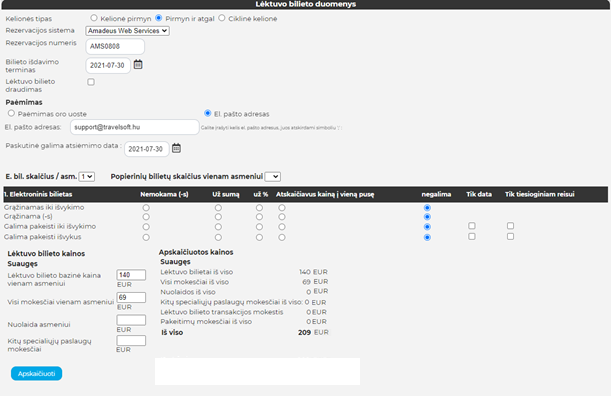 Lėktuvo bilieto duomenys
Kelionės tipas Kelionė pirmyn Pirmyn ir atgal Ciklinė kelionė
Rezervacijos sistema Amadeus Web Services
Rezervacijos numeris AMS0808
Bilieto išdavimo terminas 2021-07-30
Lėktuvo bilieto draudimas
Paėmimas
Paėmimas oro uoste El. pašto adresas
El. pašto adresas: support@travelsoft.hu Galite įrašyti kelis el. pašto adresus, juos atskirdami simboliu
Paskutinė galima atsiėmimo data : 2021-07-30
E. bil. skaičius / asm. 1 Popierinių bilietų skaičius vienam asmeniui
1. Elektroninis bilietas Nemokama (-s) Už sumą už % Atskaičiavus kainą į vieną pusę negalima Tik data Tik tiesioginiam reisui
Grąžinamas iki išvykimo
Grąžinama (-s)
Galima pakeisti iki išvykimo
Galima pakeisti išvykus
Lėktuvo bilieto kainos
Suaugęs
Lėktuvo bilieto bazinė kaina vienam asmeniui 140 EUR
Visi mokesčiai vienam asmeniui 69 EUR
Nuolaida asmeniui EUR
Kitų specialiųjų paslaugų mokesčiai EUR
Apskaičiuoti
Apskaičiuotos kainos
Suaugęs
Lėktuvo bilietai iš viso 140 EUR
Visi mokesčiai iš viso 69 EUR
Nuolaidos iš viso 0 EUR
Kitų specialiųjų paslaugų mokesčiai iš viso: 0 EUR
Lėktuvo bilieto transakcijos mokestis 0 EUR
Pakeitimų mokesčiai iš viso 0 EUR
Iš viso 209 EUR